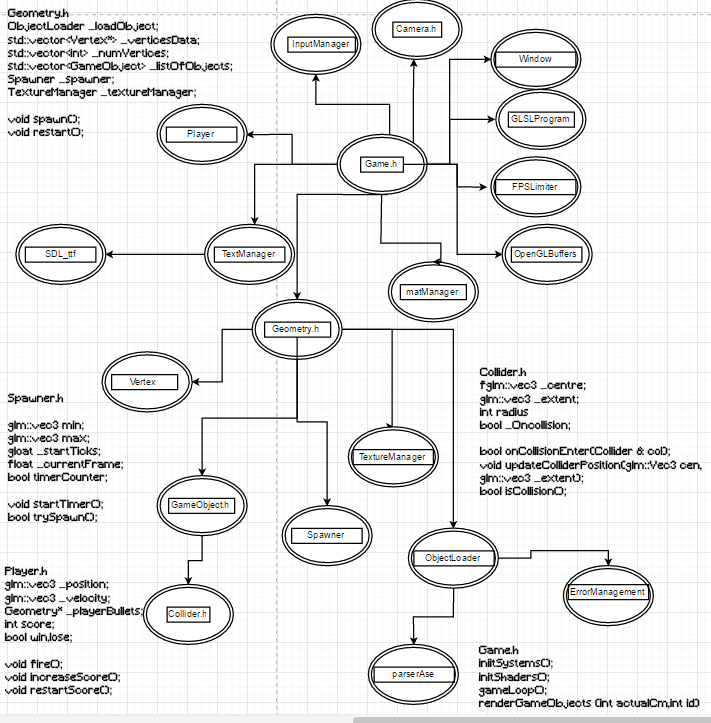 Geometry.h
ObjectLoader _loadObject;
std::vector<Vertex*> _verticesData;
std::vector<int> _numVertices;
std::vector<GameObject> _listOfObjects;
Spawner _spawner;
TextureManager _textureManager;
void spawn();
void restart();
InputManager
Camera.h
Window
GLSLProgram
Player
Game.h
FPSLimiter
SDL_ttf
TextManager
OpenGLBuffers
matManager
Geometry.h
Vertex
Collider.h
fglm::vec3 _centre;
glm::vec3 _extent;
int radius
bool _Oncollision;
bool onCollisionEnter(Collider & col);
void updateColliderPosition(glm::Vec3 cen,
glm::vec3 _extent);
bool isCollision();
Spawner.h
glm::vec3 min;
glm::vec3 max;
gloat _startTicks;
float _currentFrame;
bool timerCounter;
void startTimer();
bool trySpawn();
TextureManager
GameObject.h
Spawner
ObjectLoader
ErrorManagement
Player.h
glm::vec3 _position;
glm::vec3 _velocity;
Geometry* _playerBullets;
int score;
bool win,lose;
void fire();
void increaseScore();
void restartScore();
Collider.h
parserAse
Game.h
iniitSystems();
initShaders();
gameLoop();
renderGameObjects (int actualCm,int id)